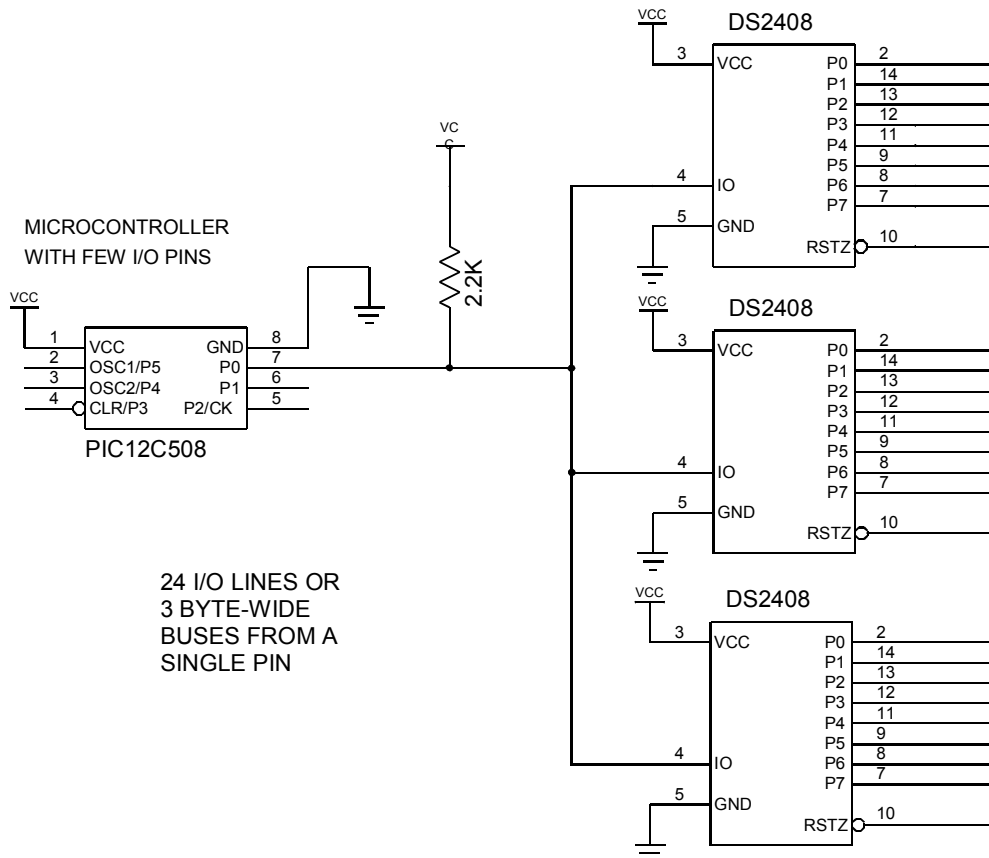 VCC
DS2408
3
VCC
P0
2
P1
14
P2
13
P3
12
P4
11
P5
9
4
IO
P6
8
P7
7
5
GND
RSTZ
10
VC
C
2.2K
MICROCONTROLLER
WITH FEW I/O PINS
VCC
1
VCC
GND
8
2
OSC1/P5
P0
7
3
OSC2/P4
P1
6
4
CLR/P3
P2/CK
5
PIC12C508
VCC
DS2408
3
VCC
P0
2
P1
14
P2
13
P3
12
P4
11
P5
9
4
IO
P6
8
P7
7
5
GND
RSTZ
10
24 I/O LINES OR
3 BYTE-WIDE
BUSES FROM A
SINGLE PIN
VCC
DS2408
3
VCC
P0
2
P1
14
P2
13
P3
12
P4
11
P5
9
4
IO
P6
8
P7
7
5
GND
RSTZ
10